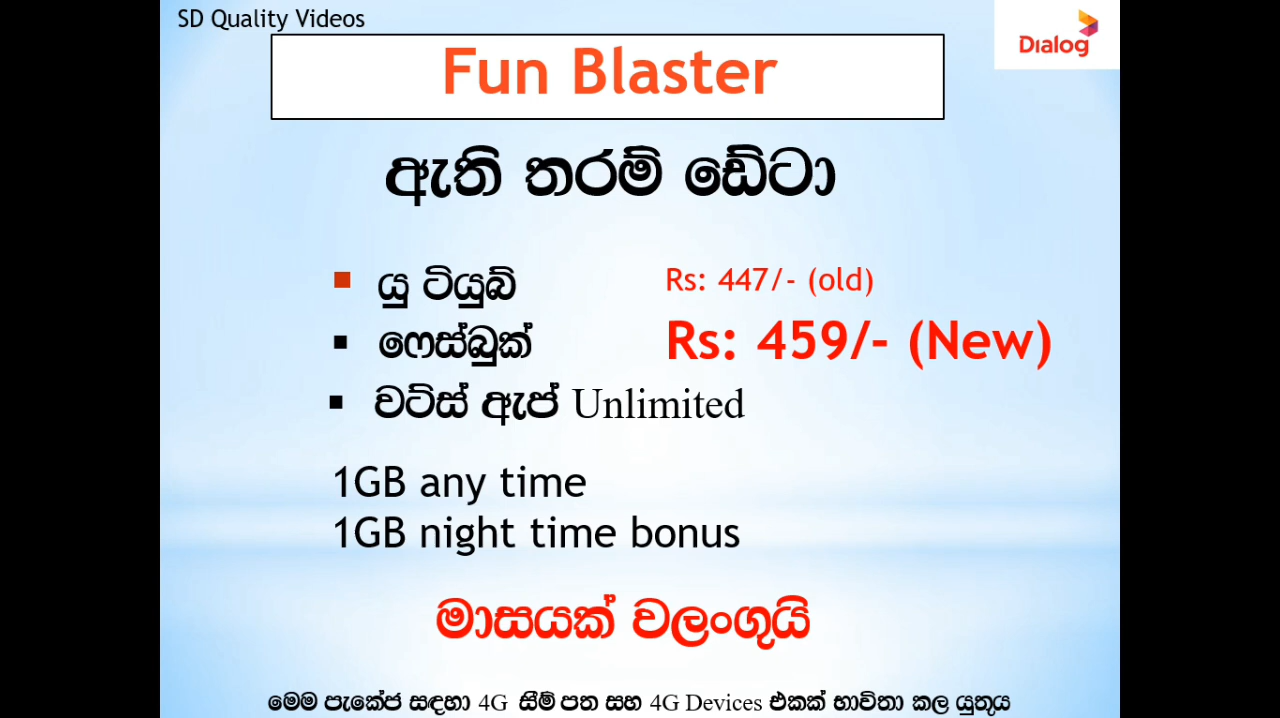 SD Quality Videos
Dialog
Fun Blaster
ඇති තරම් ඩේටා
යු ටියුබ්
Rs: 447/- (old)
ෆෙස්බුක්
Rs: 459/- (New)
වට්ස් ඇප් Unlimited
1GB any time
1GB night time bonus
මාසයක් වලංගුයි
මෙම පැකේජ සඳහා 4G සිම් පත සහ 4G Devices එකක් භාවිතා කල යුතුය